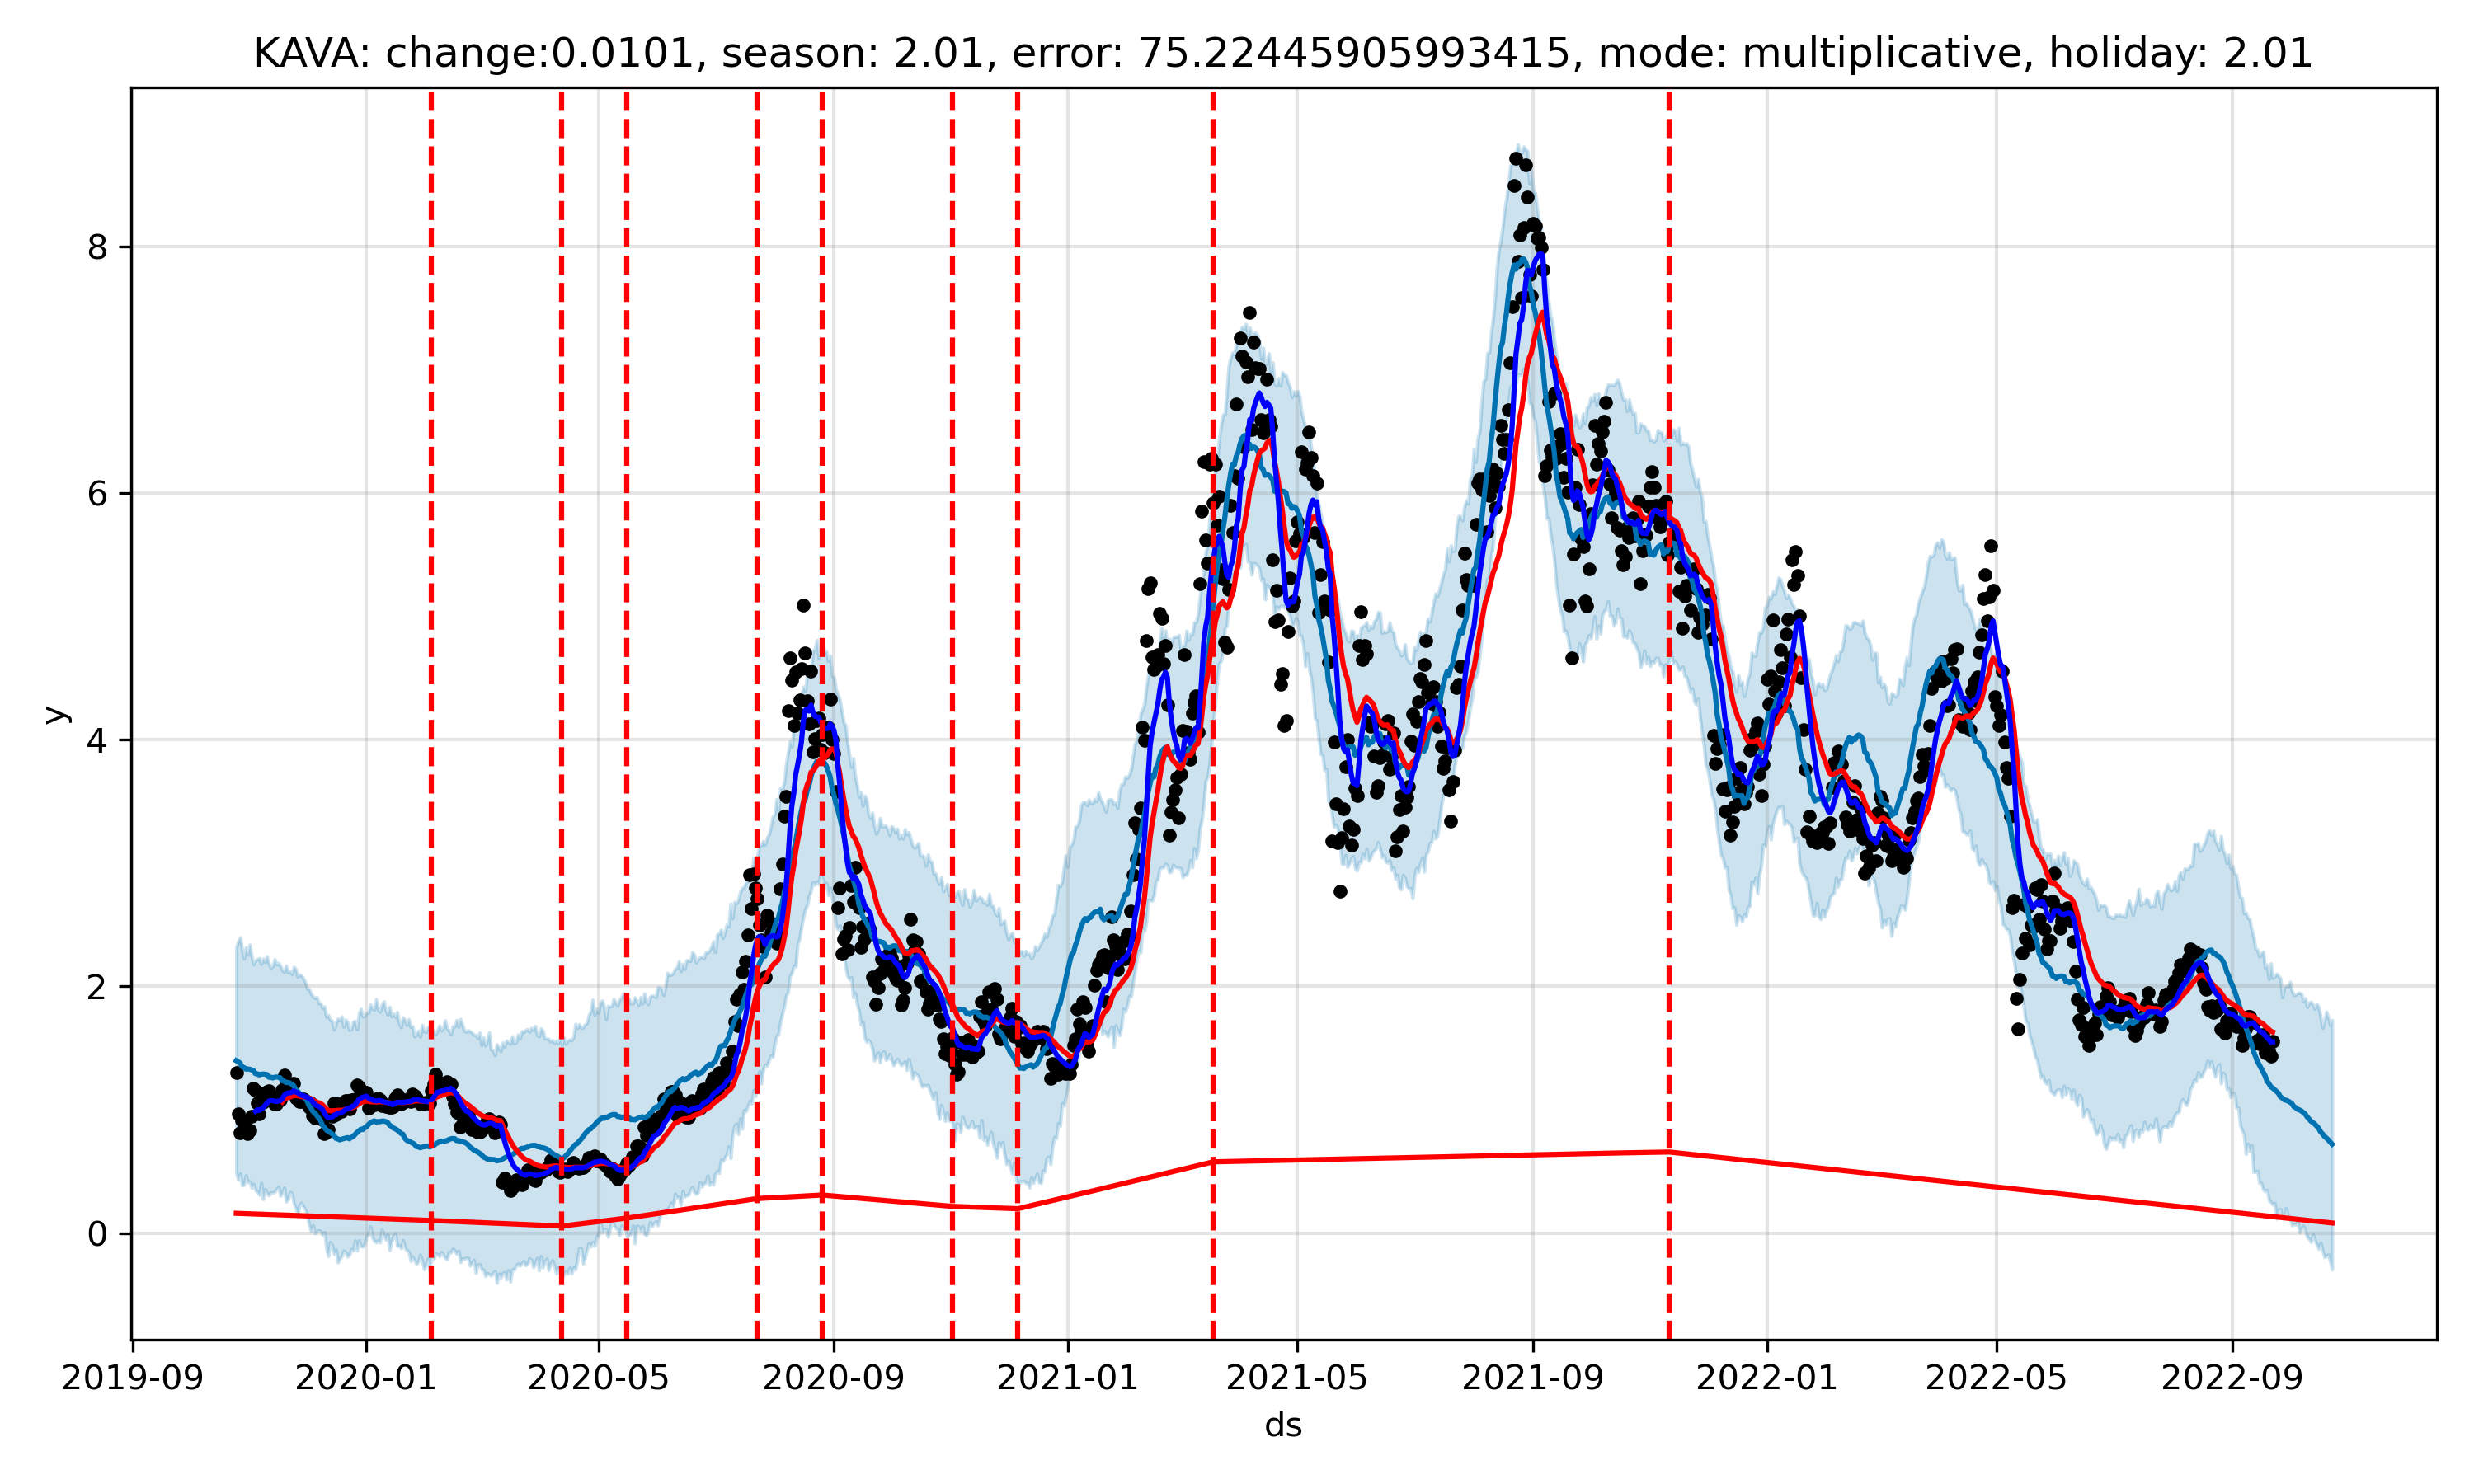 KAVA: change:0.0101, season: 2.01, error: 75.22445905993415, mode: multiplicative, holiday: 2.01
8
6
y
4
2
0
2019-09 2020-01 2020-05 2020-09 2021-01 2021-05 2021-09 2022-01 2022-05 2022-09
ds